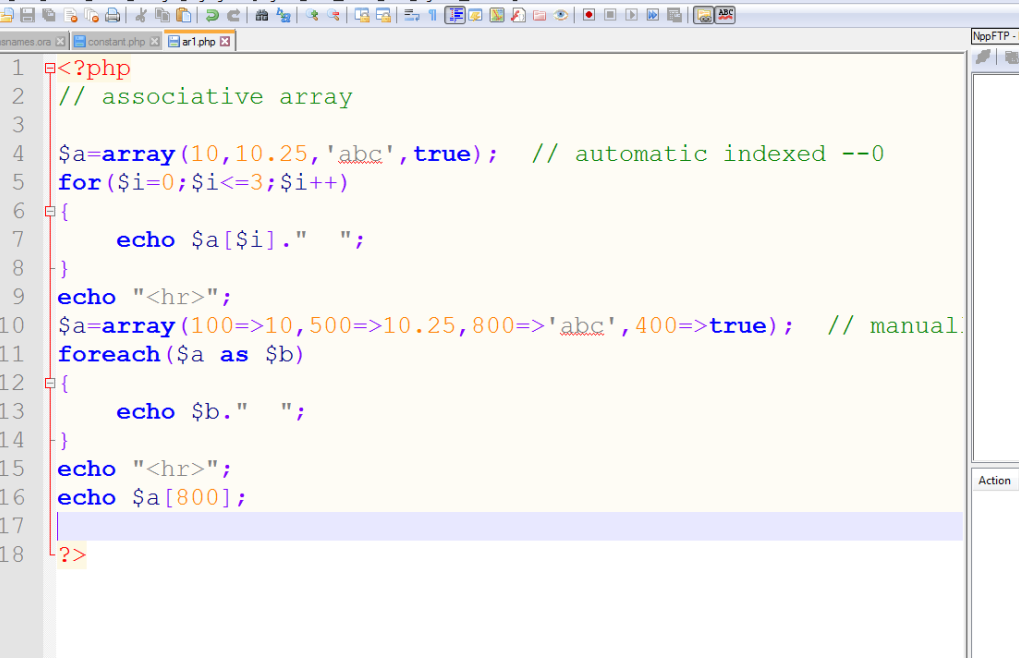 snames.ora constant.php ar1.php
NppFTP -
1 <?php
2 // associative array
3
4 $a=array(10,10.25,'abc',true);  // automatic indexed --0
5 for($i=0;$i<=3;$i++)
6 {
7     echo $a[$i]."  ";
8 }
9 echo "<hr>";
10 $a=array(100=>10,500=>10.25,800=>'abc',400=>true);  // manual
11 foreach($a as $b)
12 {
13     echo $b."  ";
14 }
15 echo "<hr>";
16 echo $a[800];
17
18 ?>
Action
ABC